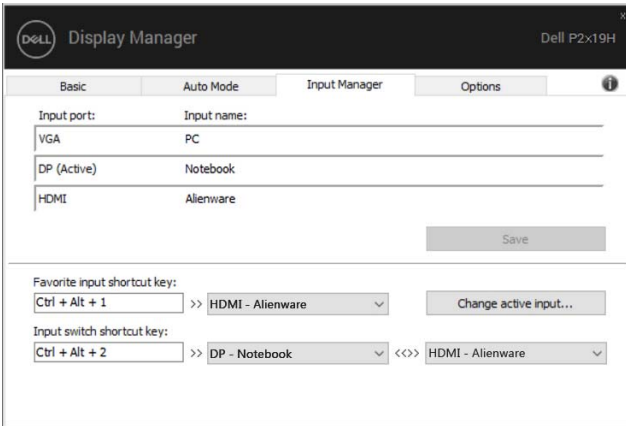 x
DELL Display Manager Dell P2x19H
Basic Auto Mode Input Manager Options i
Input port: Input name:
VGA PC
DP (Active) Notebook
HDMI Alienware
Save
Favorite input shortcut key:
Ctrl + Alt + 1 >> HDMI - Alienware Change active input...
Input switch shortcut key:
Ctrl + Alt + 2 >> DP - Notebook <<>> HDMI - Alienware